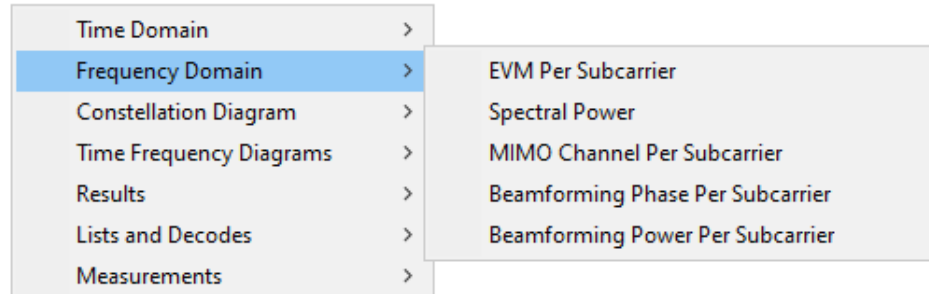 Time Domain
Frequency Domain
Constellation Diagram
Time Frequency Diagrams
Results
Lists and Decodes
Measurements
EVM Per Subcarrier
Spectral Power
MIMO Channel Per Subcarrier
Beamforming Phase Per Subcarrier
Beamforming Power Per Subcarrier